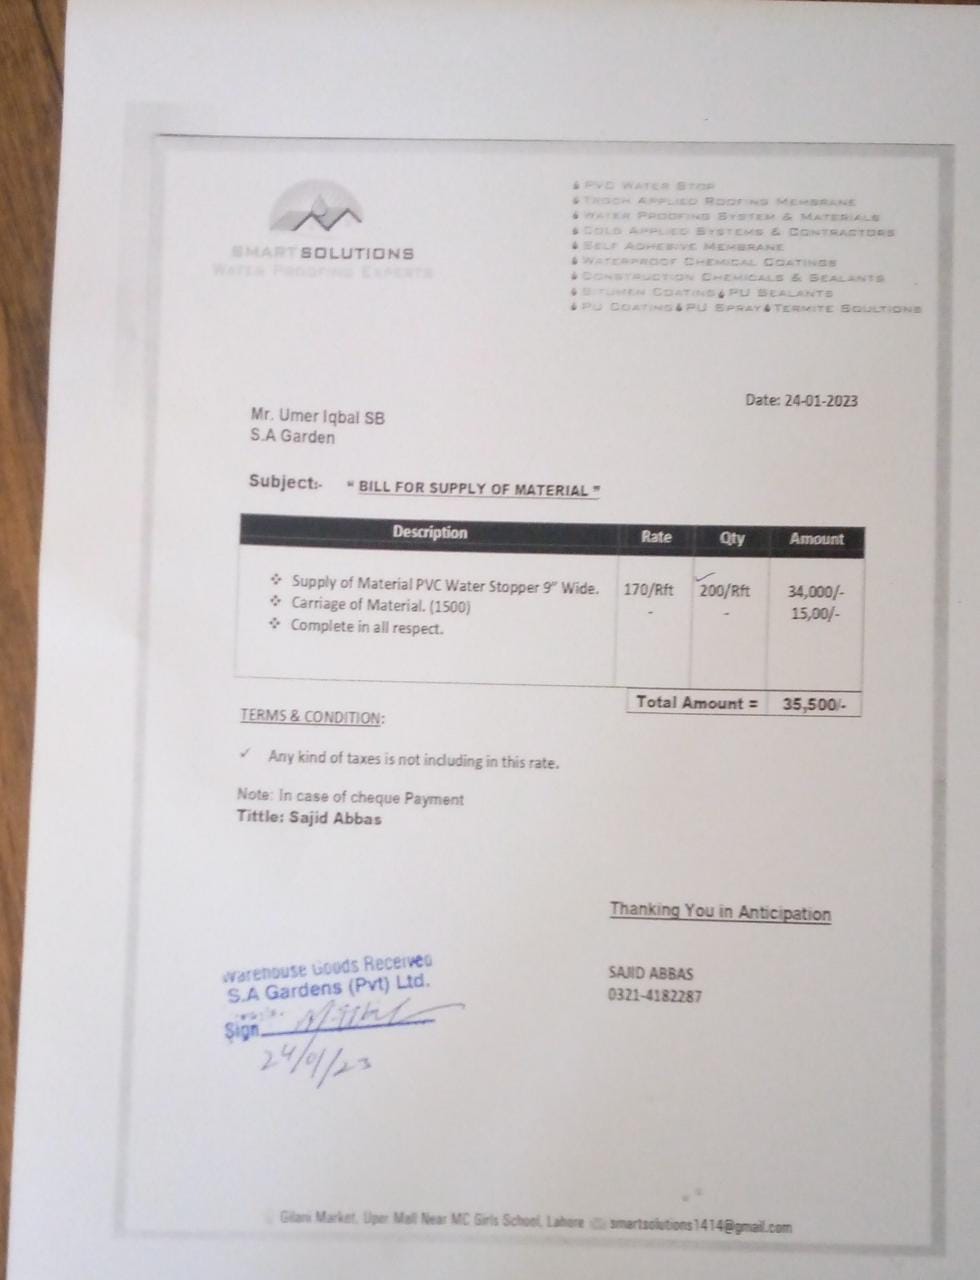 SMARTSOLUTIONS
WATER PROOFING EXPERTS
PVC WATER STOP
TROCH APPLIED ROOFING MEMBRANE
WATER PROOFING SYSTEM & MATERIALS
COLD APPLIED SYSTEMS & CONTRACTORS
SELF ADHESIVE MEMBRANE
WATERPROOF CHEMICAL COATINGS
CONSTRUCTION CHEMICALS & SEALANTS
BITUMEN COATING PU SEALANTS
PU COATING PU SPRAY TERMITE SOULTIONS
Date: 24-01-2023
Mr. Umer Iqbal SB
S.A Garden
Subject:- " BILL FOR SUPPLY OF MATERIAL "
Description Rate Qty Amount
❖ Supply of Material PVC Water Stopper 9" Wide. 170/Rft 200/Rft 34,000/-
❖ Carriage of Material. (1500) - - 15,00/-
❖ Complete in all respect.
Total Amount = 35,500/-
TERMS & CONDITION:
✓ Any kind of taxes is not including in this rate.
Note: In case of cheque Payment
Tittle: Sajid Abbas
Thanking You in Anticipation
SAJID ABBAS
0321-4182287
Warehouse Goods Received
S.A Gardens (Pvt) Ltd.
Sign
24/01/23
Gilani Market, Uper Mall Near MC Girls School, Lahore smartsolutions1414@gmail.com